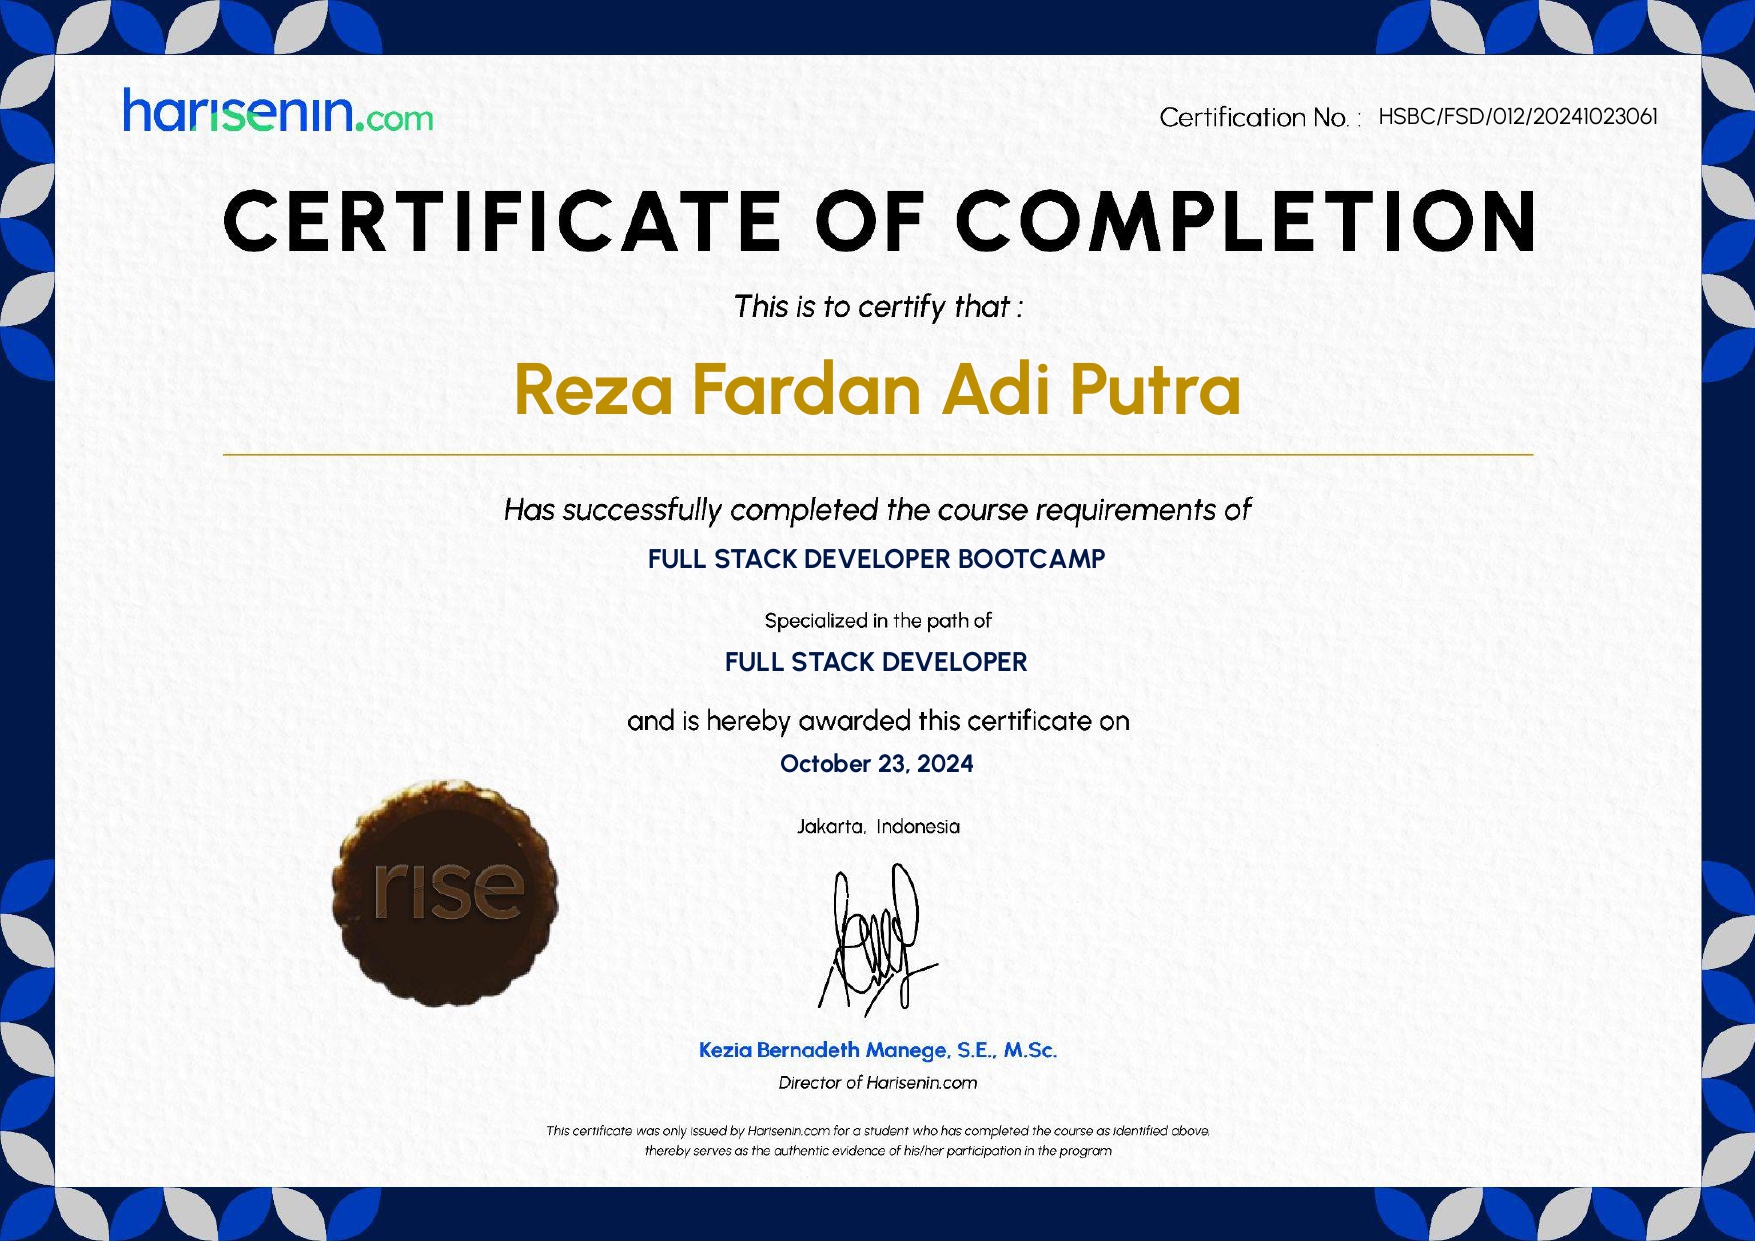 harisenin.com
Certification No. : HSBC/FSD/012/20241023061
CERTIFICATE OF COMPLETION
This is to certify that :
Reza Fardan Adi Putra
Has successfully completed the course requirements of
FULL STACK DEVELOPER BOOTCAMP
Specialized in the path of
FULL STACK DEVELOPER
and is hereby awarded this certificate on
October 23, 2024
Jakarta, Indonesia
rise
Kezia Bernadeth Manege, S.E., M.Sc.
Director of Harisenin.com
This certificate was only issued by Harisenin.com for a student who has completed the course as identified above,
thereby serves as the authentic evidence of his/her participation in the program